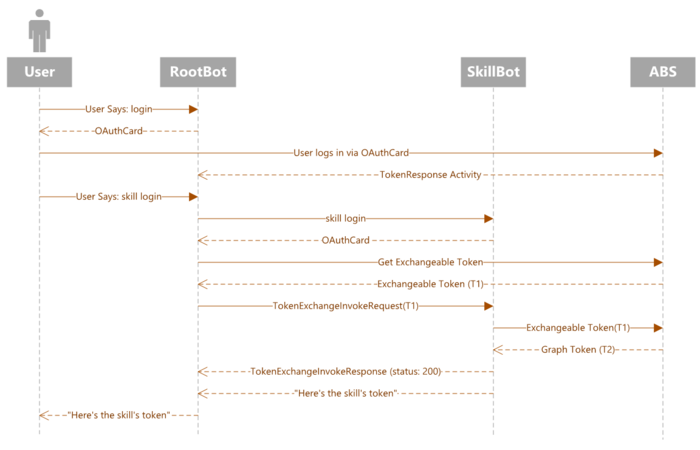 User
RootBot
SkillBot
ABS
User Says: login
OAuthCard
User logs in via OAuthCard
TokenResponse Activity
User Says: skill login
skill login
OAuthCard
Get Exchangeable Token
Exchangeable Token (T1)
TokenExchangeInvokeRequest(T1)
Exchangeable Token(T1)
Graph Token (T2)
TokenExchangeInvokeResponse (status: 200)
"Here's the skill's token"
"Here's the skill's token"